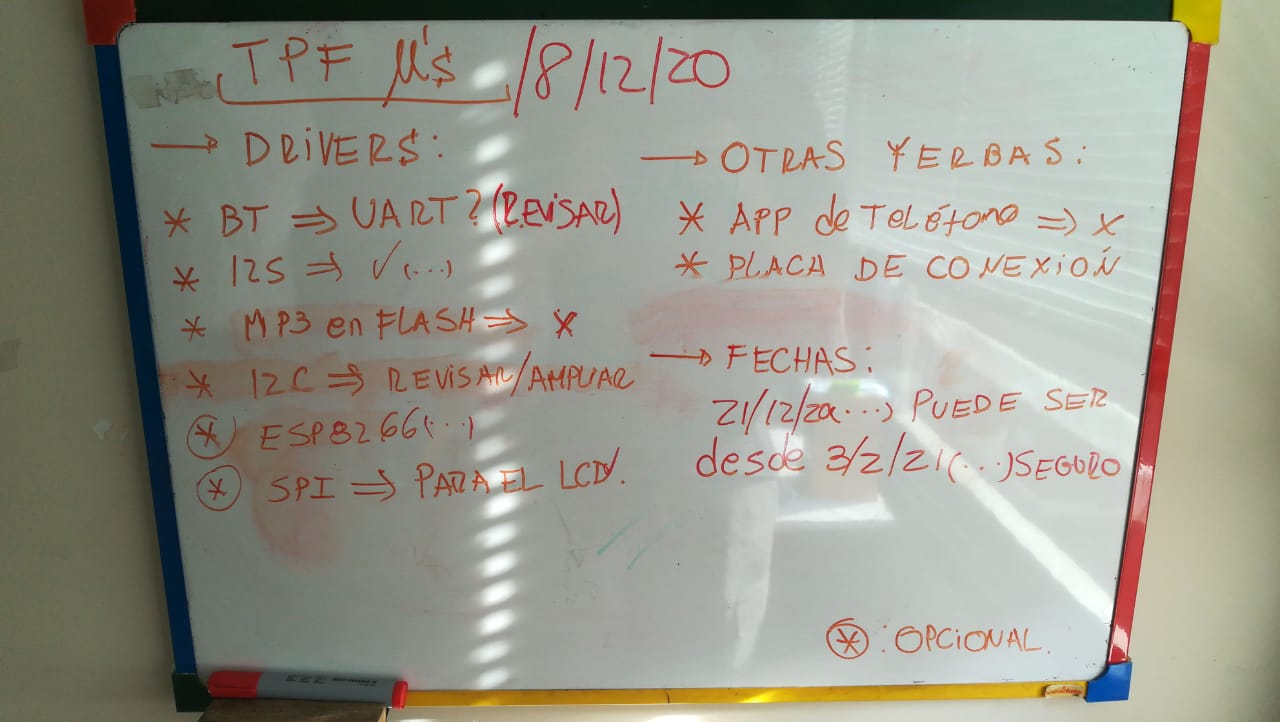 TPF µ's /8/12/20
→ DRIVERS:
* BT ⇒ UART? (REVISAR)
* I2S ⇒ ✓(...)
* MP3 en FLASH ⇒ x
* I2C ⇒ REVISAR/AMPLIAR
⊛ ESP8266(...)
⊛ SPI ⇒ PARA EL LCD.
→ OTRAS YERBAS:
* APP de Teléfono ⇒ x
* PLACA DE CONEXIÓN
→ FECHAS:
21/12/20(...) PUEDE SER
desde 3/2/21(...) SEGURO
⊛: OPCIONAL.